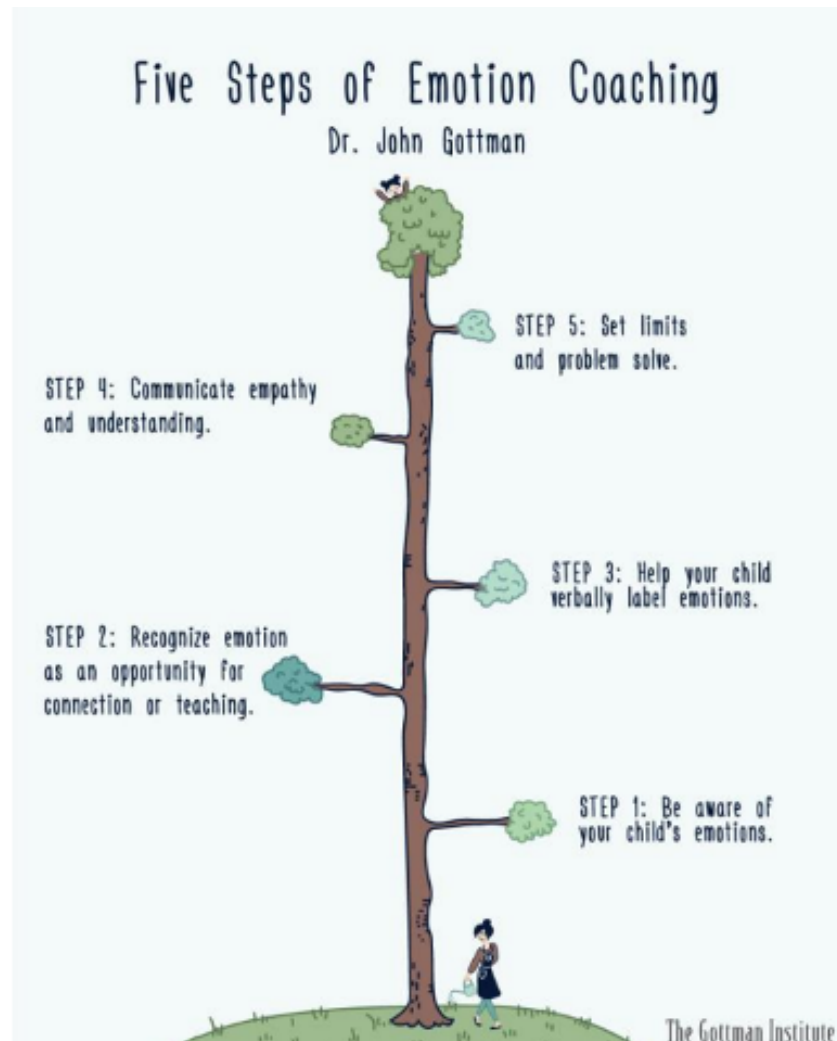 Five Steps of Emotion Coaching
Dr. John Gottman
STEP 5: Set limits
and problem solve.
STEP 4: Communicate empathy
and understanding.
STEP 3: Help your child
verbally label emotions.
STEP 2: Recognize emotion
as an opportunity for
connection or teaching.
STEP 1: Be aware of
your child's emotions.
The Gottman Institute